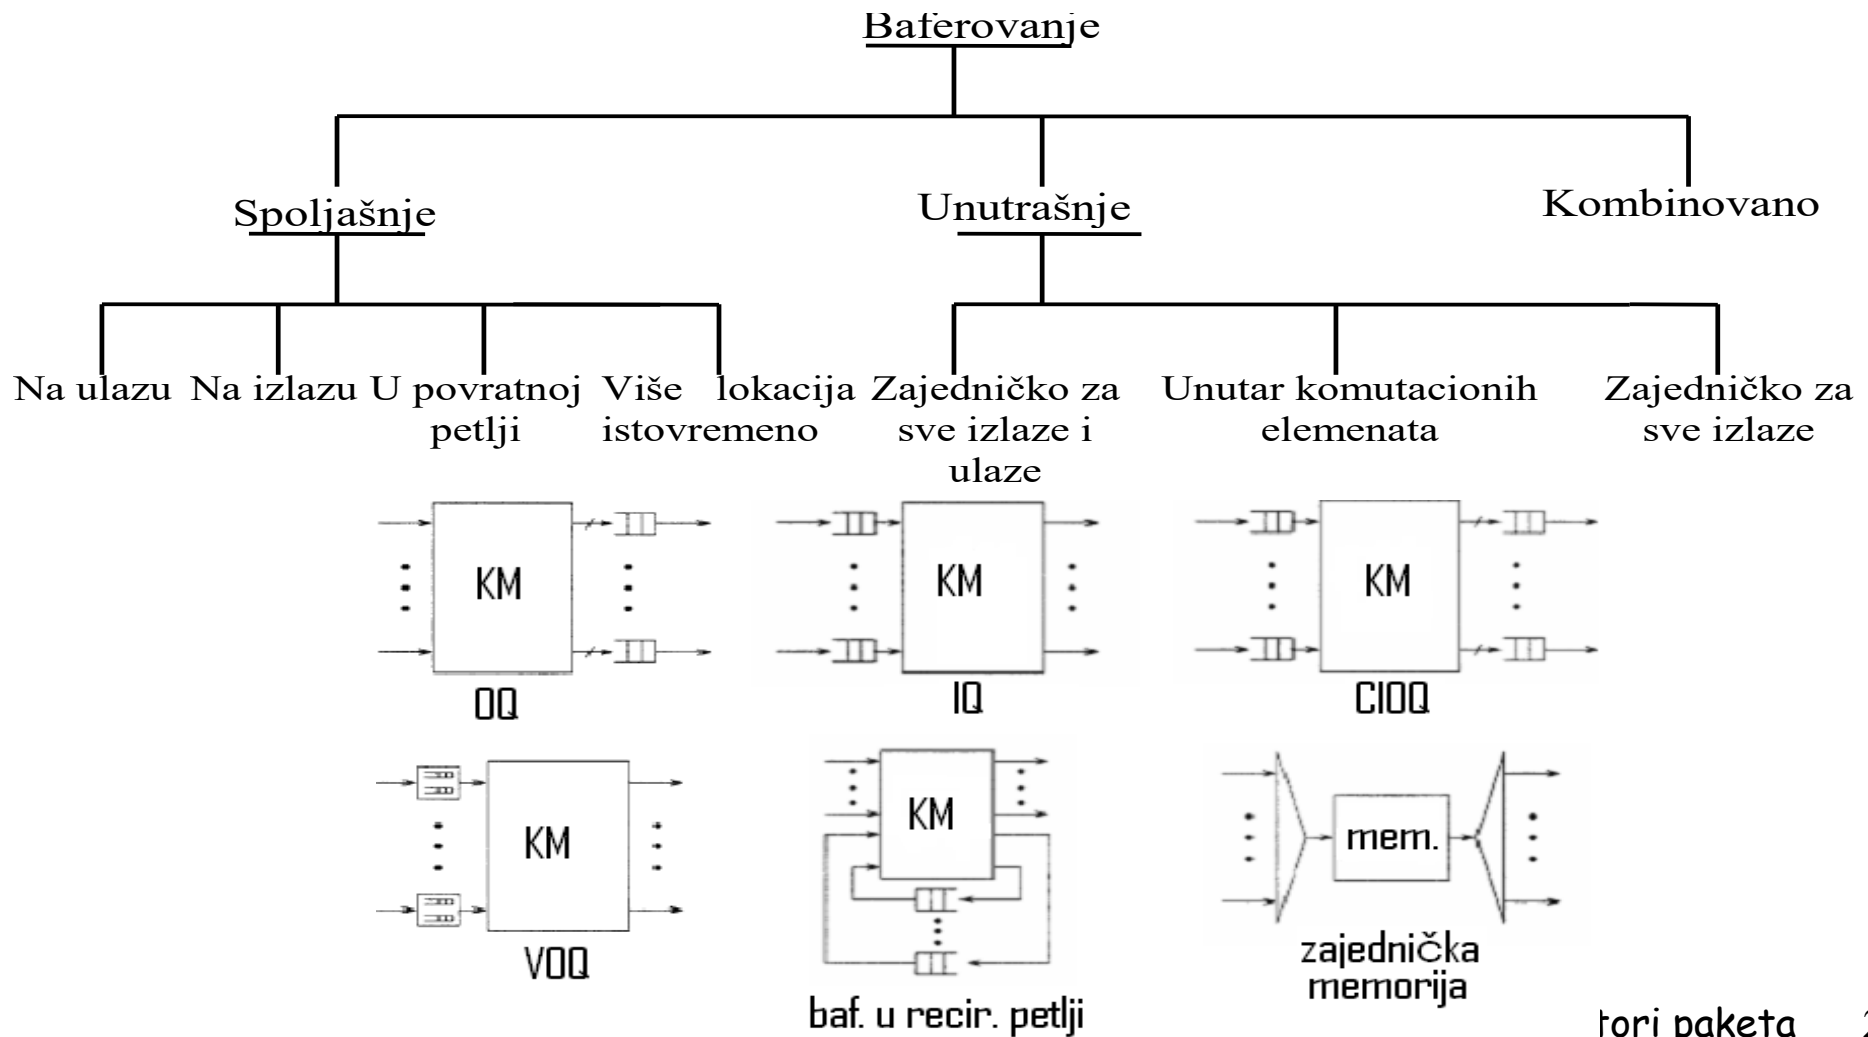 Baferovanje
Spoljašnje
Unutrašnje
Kombinovano
Na ulazu
Na izlazu
U povratnoj
petlji
Više lokacija
istovremeno
Zajedničko za
sve izlaze i
ulaze
Unutar komutacionih
elemenata
Zajedničko za
sve izlaze
KM
OQ
KM
IQ
KM
CIOQ
KM
VOQ
KM
baf. u recir. petlji
mem.
zajednička
memorija
tori paketa